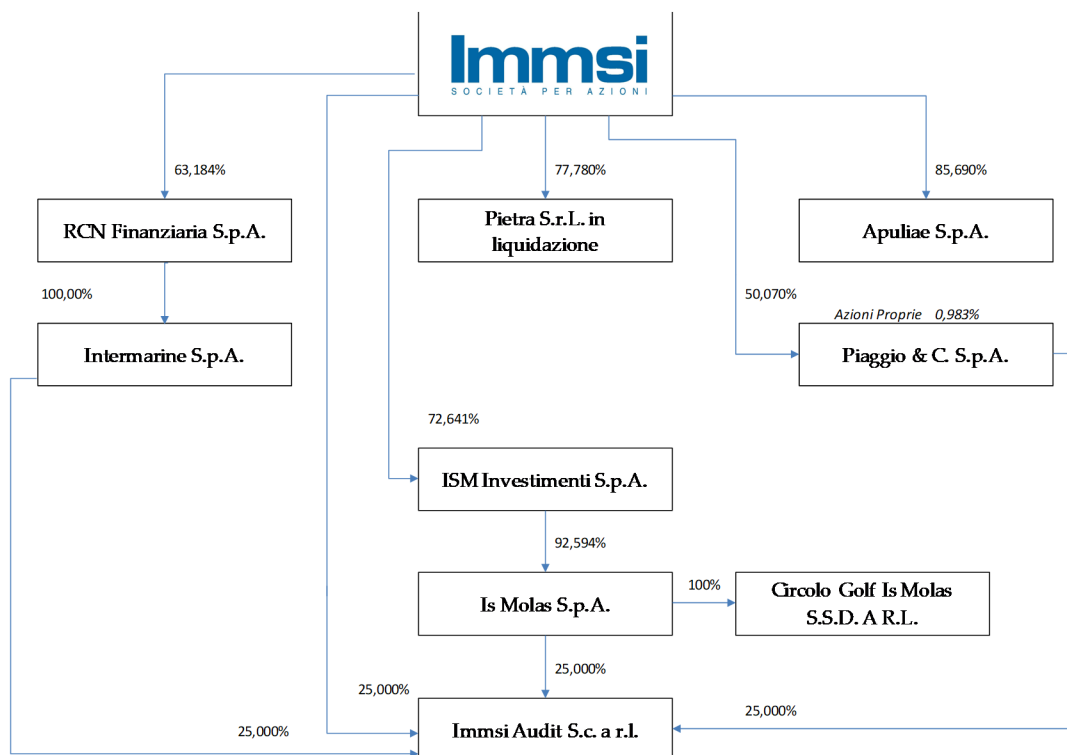 Immsi
SOCIETÀ PER AZIONI
63,184%
77,780%
85,690%
RCN Finanziaria S.p.A.
Pietra S.r.L. in
liquidazione
Apuliae S.p.A.
100,00%
50,070%
Azioni Proprie 0,983%
Intermarine S.p.A.
Piaggio & C. S.p.A.
72,641%
ISM Investimenti S.p.A.
92,594%
Is Molas S.p.A.
100%
Circolo Golf Is Molas
S.S.D. A R.L.
25,000%
25,000%
25,000%
25,000%
Immsi Audit S.c. a r.l.